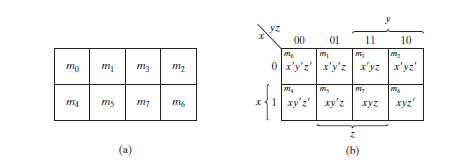 y
x yz
00 01 11 10
m₀ m₁ m₃ m₂
m₀ m₁ m₃ m₂
0 x'y'z' x'y'z x'yz x'yz'
m₄ m₅ m₇ m₆
m₄ m₅ m₇ m₆
x 1 xy'z' xy'z xyz xyz'
z
(a) (b)